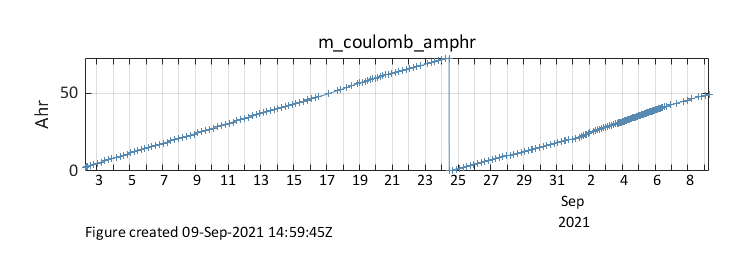 m_coulomb_amphr
Ahr
50
0
3 5 7 9 11 13 15 17 19 21 23 25 27 29 31 2 4 6 8
Sep
2021
Figure created 09-Sep-2021 14:59:45Z